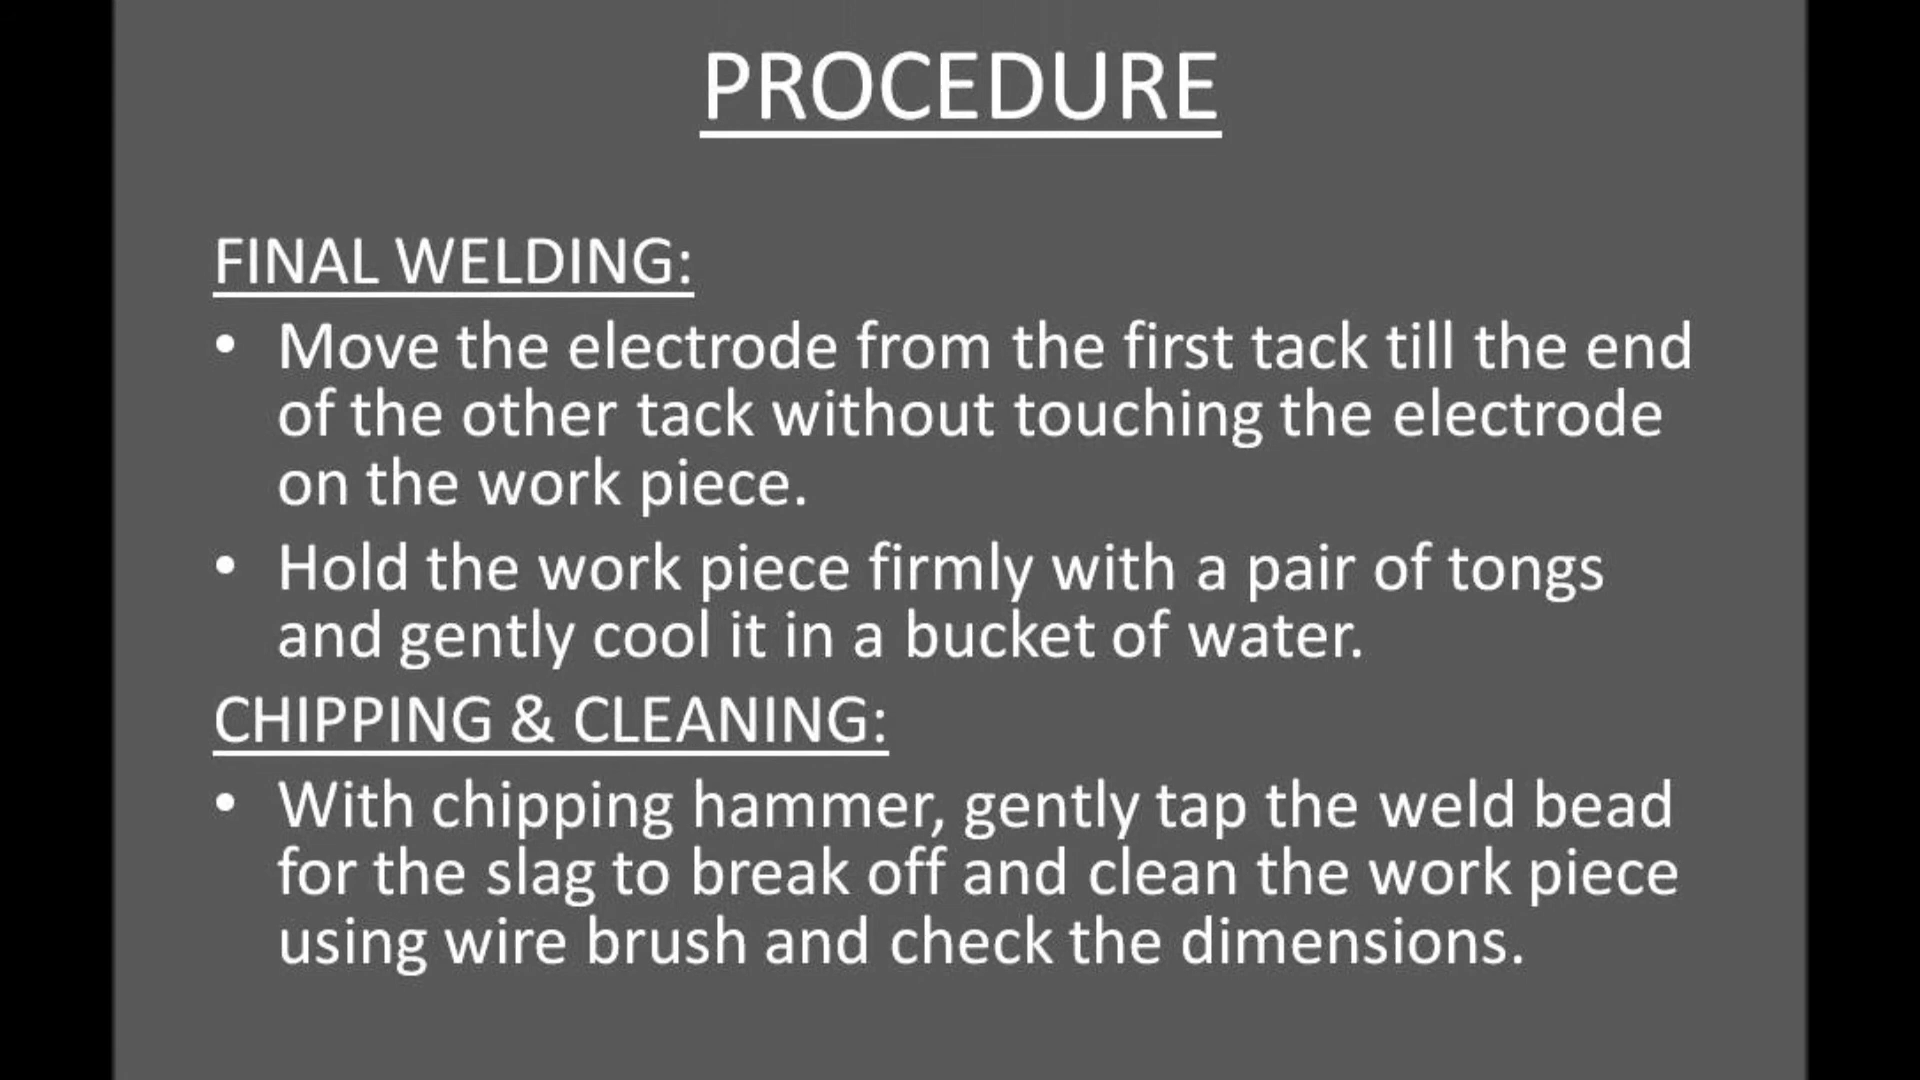 PROCEDURE
FINAL WELDING:
• Move the electrode from the first tack till the end
of the other tack without touching the electrode
on the work piece.
• Hold the work piece firmly with a pair of tongs
and gently cool it in a bucket of water.
CHIPPING & CLEANING:
• With chipping hammer, gently tap the weld bead
for the slag to break off and clean the work piece
using wire brush and check the dimensions.